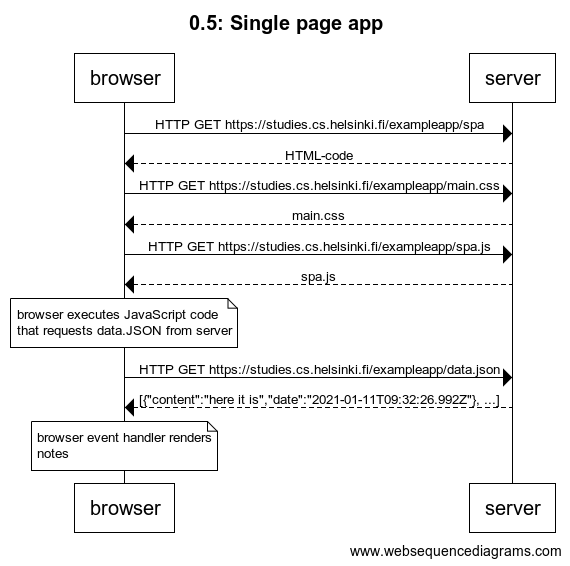 0.5: Single page app
browser
server
HTTP GET https://studies.cs.helsinki.fi/exampleapp/spa
HTML-code
HTTP GET https://studies.cs.helsinki.fi/exampleapp/main.css
main.css
HTTP GET https://studies.cs.helsinki.fi/exampleapp/spa.js
spa.js
browser executes JavaScript code
that requests data.JSON from server
HTTP GET https://studies.cs.helsinki.fi/exampleapp/data.json
[{"content":"here it is","date":"2021-01-11T09:32:26.992Z"}, ...]
browser event handler renders
notes
browser
server
www.websequencediagrams.com